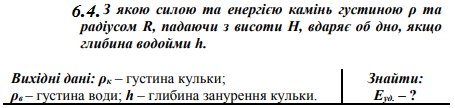 6.4. З якою силою та енергією камінь густиною ρ та
радіусом R, падаючи з висоти H, вдаряє об дно, якщо
глибина водойми h.
Вихідні дані: ρк – густина кульки;
ρв – густина води; h – глибина занурення кульки.
Знайти:
Eуд. – ?